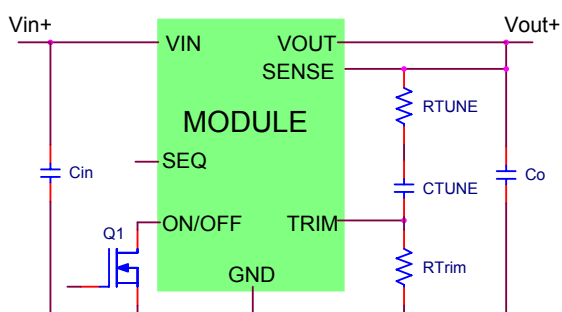 Vin+
Vout+
VIN
VOUT
SENSE
RTUNE
MODULE
SEQ
Cin
CTUNE
Co
ON/OFF
TRIM
Q1
GND
RTrim